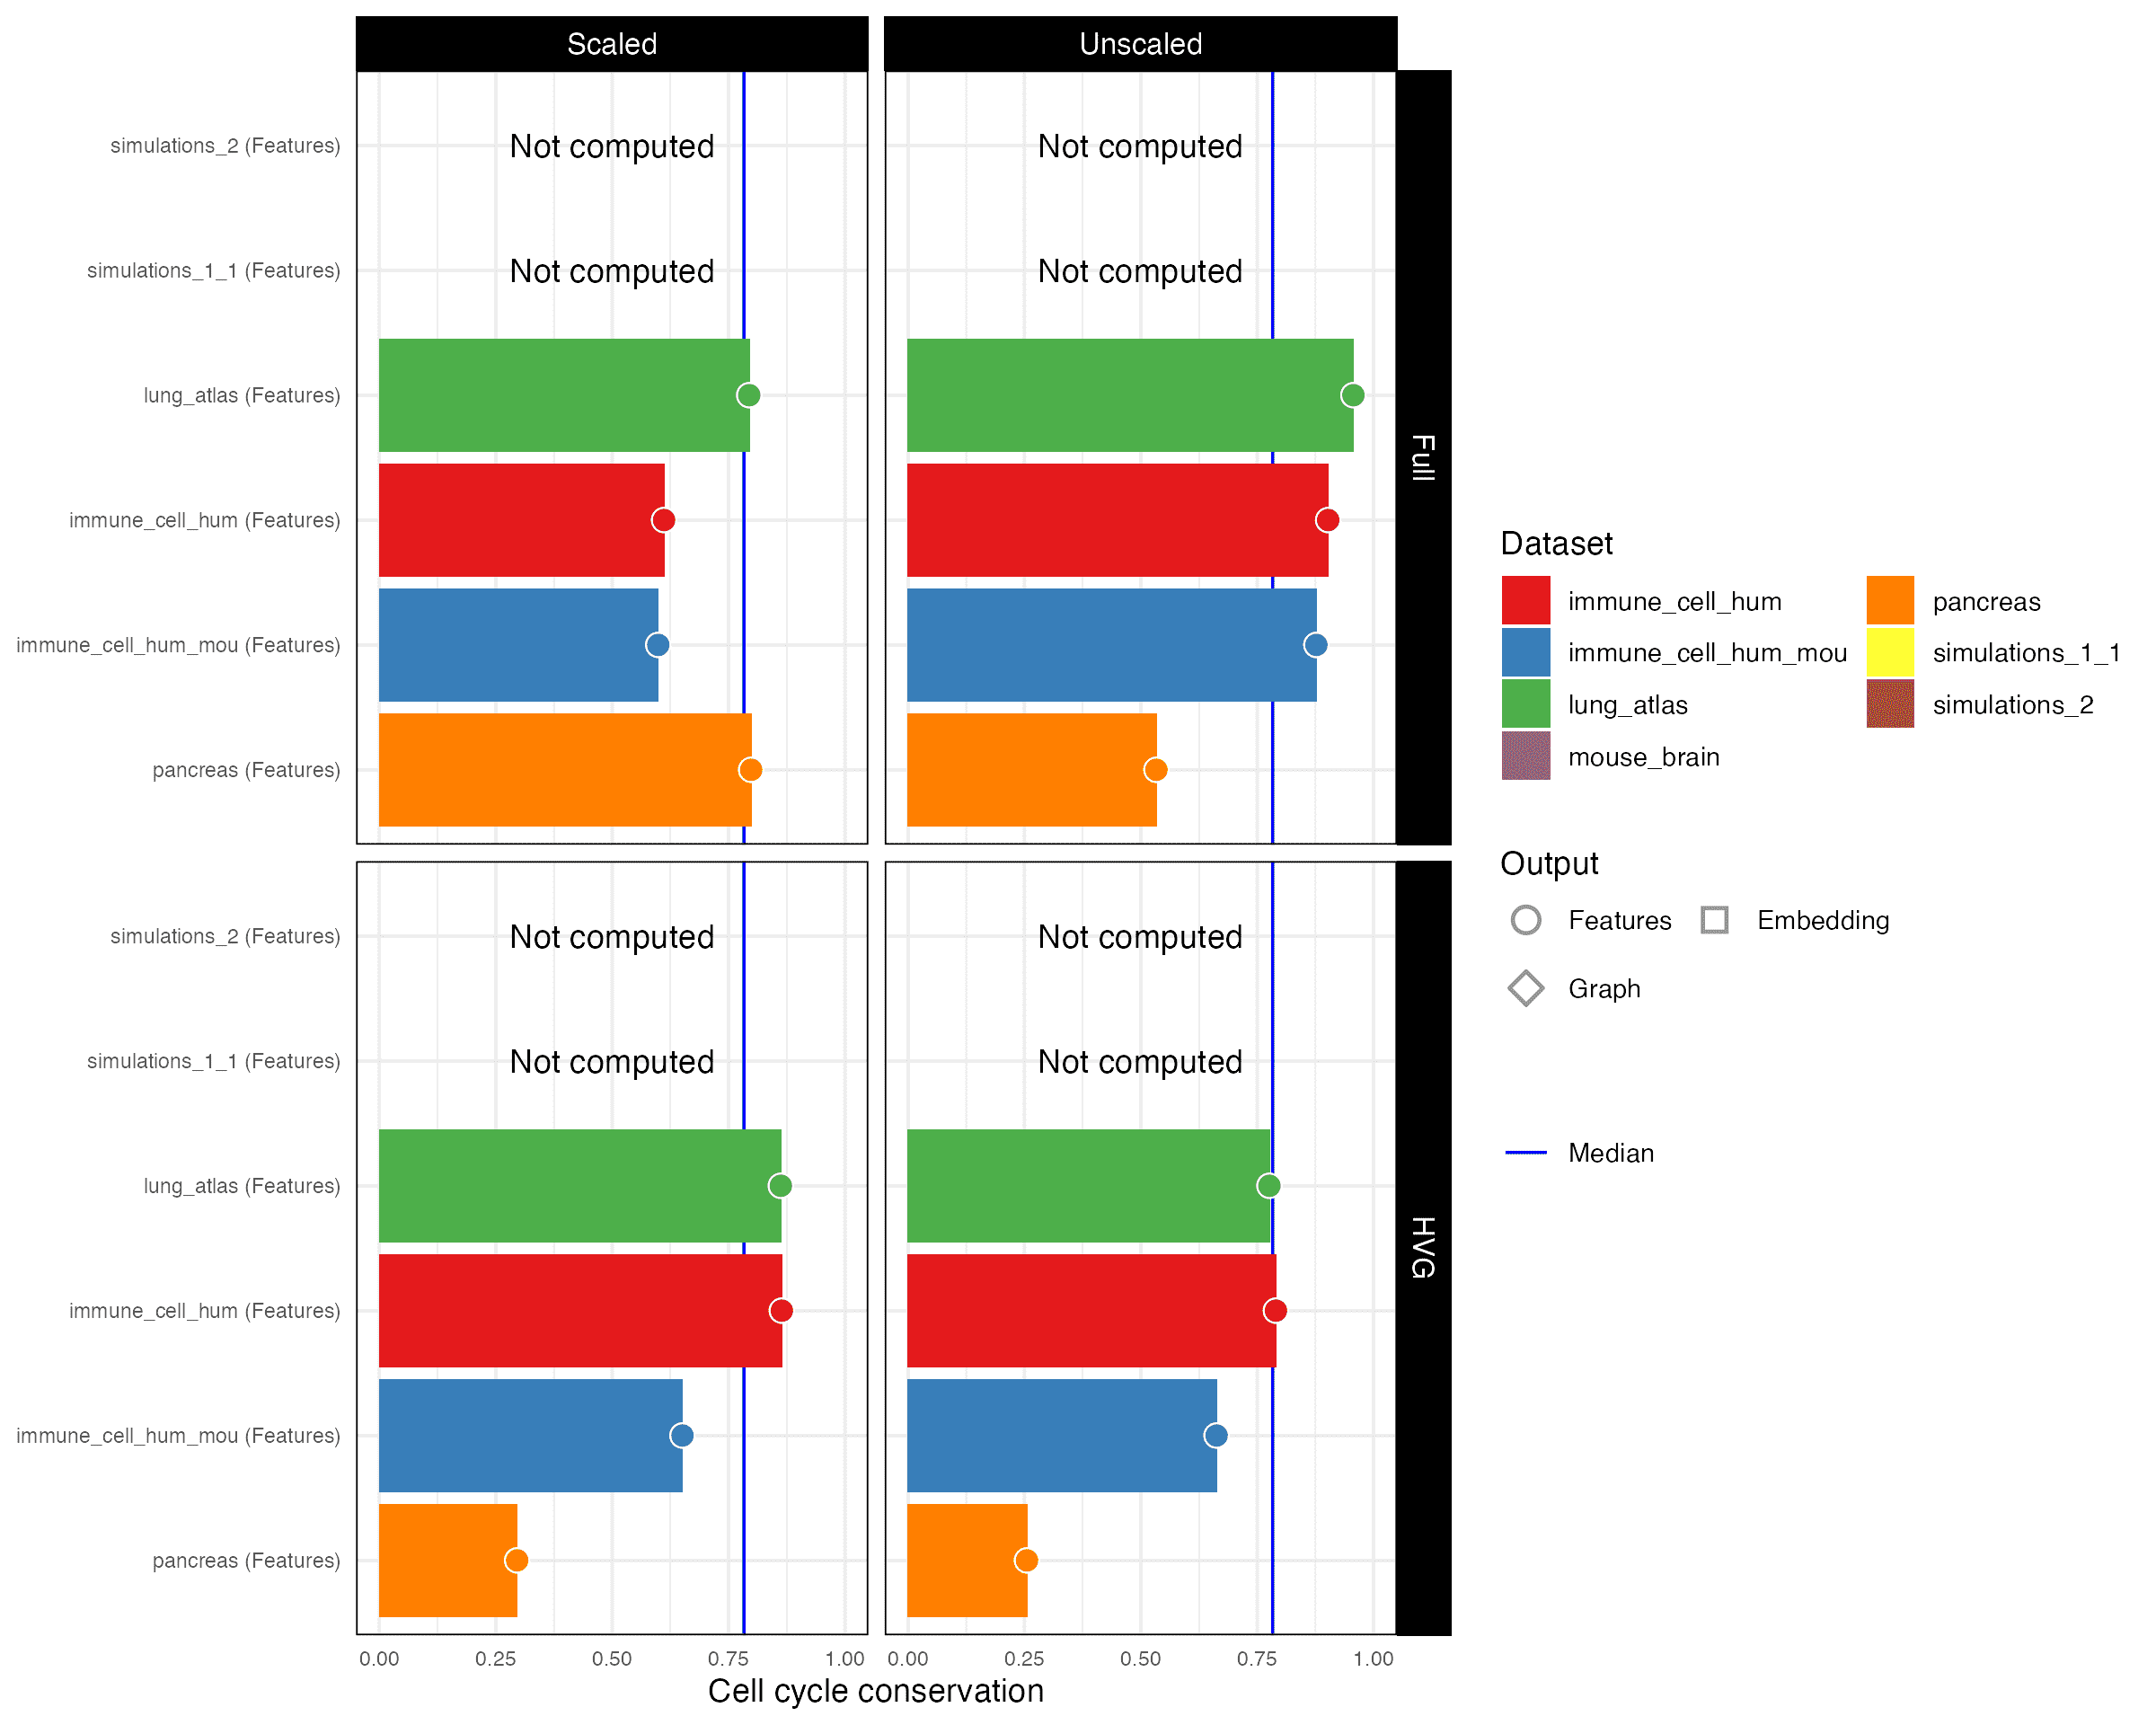 Scaled
Unscaled
simulations_2 (Features)
Not computed
Not computed
simulations_1_1 (Features)
Not computed
Not computed
lung_atlas (Features)
immune_cell_hum (Features)
immune_cell_hum_mou (Features)
pancreas (Features)
Full
simulations_2 (Features)
Not computed
Not computed
simulations_1_1 (Features)
Not computed
Not computed
lung_atlas (Features)
immune_cell_hum (Features)
immune_cell_hum_mou (Features)
pancreas (Features)
HVG
0.00 0.25 0.50 0.75 1.00
0.00 0.25 0.50 0.75 1.00
Cell cycle conservation
Dataset
immune_cell_hum
immune_cell_hum_mou
lung_atlas
mouse_brain
pancreas
simulations_1_1
simulations_2
Output
Features
Embedding
Graph
Median